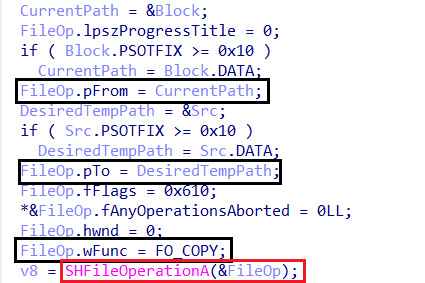 CurrentPath = &Block;
FileOp.lpszProgressTitle = 0;
if ( Block.PSOTFIX >= 0x10 )
CurrentPath = Block.DATA;
FileOp.pFrom = CurrentPath;
DesiredTempPath = &Src;
if ( Src.PSOTFIX >= 0x10 )
DesiredTempPath = Src.DATA;
FileOp.pTo = DesiredTempPath;
FileOp.fFlags = 0x610;
*&FileOp.fAnyOperationsAborted = 0LL;
FileOp.hwnd = 0;
FileOp.wFunc = FO_COPY;
v8 = SHFileOperationA(&FileOp);